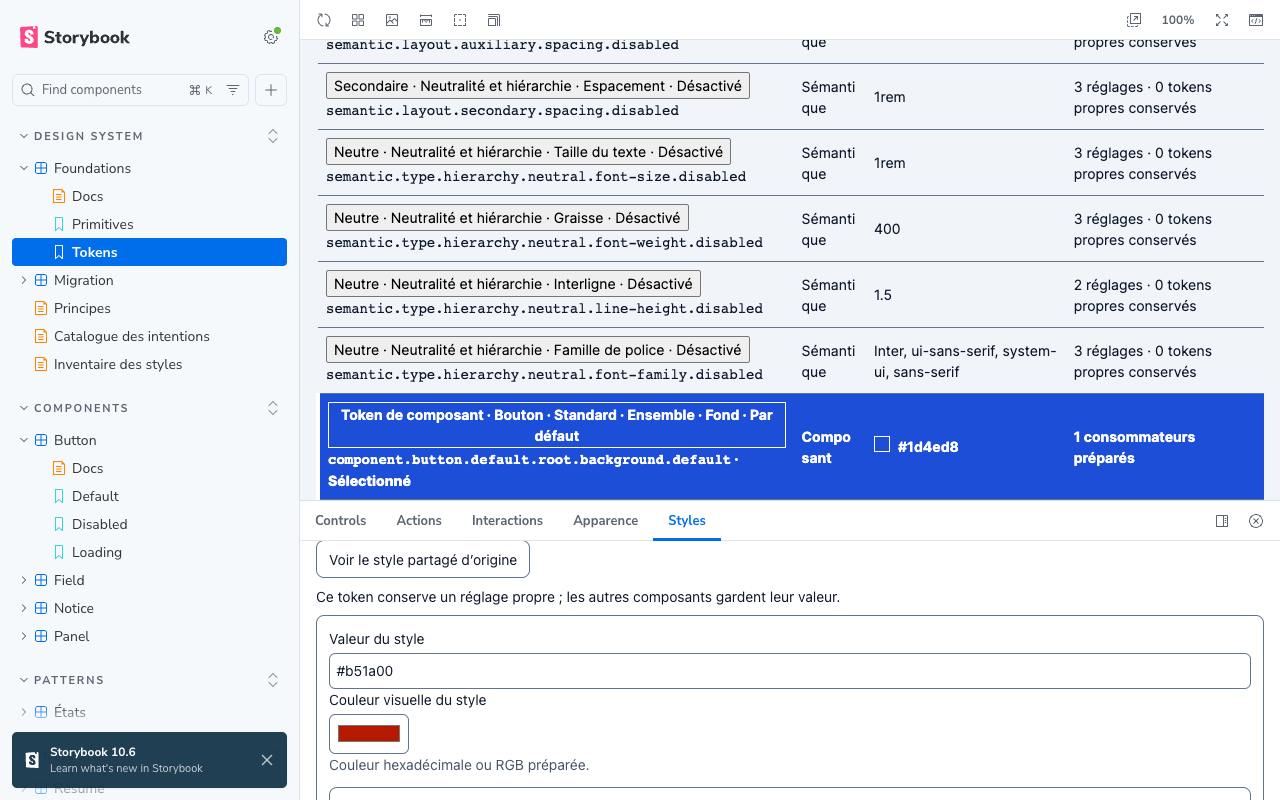 Storybook
Find components
⌘ K
DESIGN SYSTEM
Foundations
Docs
Primitives
Tokens
Migration
Principes
Catalogue des intentions
Inventaire des styles
COMPONENTS
Button
Docs
Default
Disabled
Loading
Field
Notice
Panel
PATTERNS
États
Storybook 10.6
Learn what's new in Storybook
Résumé
100%
semantic.layout.auxiliary.spacing.disabled
que
propres conservés
Secondaire · Neutralité et hiérarchie · Espacement · Désactivé
semantic.layout.secondary.spacing.disabled
Sémanti
que
1rem
3 réglages · 0 tokens
propres conservés
Neutre · Neutralité et hiérarchie · Taille du texte · Désactivé
semantic.type.hierarchy.neutral.font-size.disabled
Sémanti
que
1rem
3 réglages · 0 tokens
propres conservés
Neutre · Neutralité et hiérarchie · Graisse · Désactivé
semantic.type.hierarchy.neutral.font-weight.disabled
Sémanti
que
400
3 réglages · 0 tokens
propres conservés
Neutre · Neutralité et hiérarchie · Interligne · Désactivé
semantic.type.hierarchy.neutral.line-height.disabled
Sémanti
que
1.5
2 réglages · 0 tokens
propres conservés
Neutre · Neutralité et hiérarchie · Famille de police · Désactivé
semantic.type.hierarchy.neutral.font-family.disabled
Sémanti
que
Inter, ui-sans-serif, system-
ui, sans-serif
3 réglages · 0 tokens
propres conservés
Token de composant · Bouton · Standard · Ensemble · Fond · Par
défaut
component.button.default.root.background.default ·
Sélectionné
Compo
sant
#1d4ed8
1 consommateurs
préparés
Controls
Actions
Interactions
Apparence
Styles
Voir le style partagé d’origine
Ce token conserve un réglage propre ; les autres composants gardent leur valeur.
Valeur du style
#b51a00
Couleur visuelle du style
Couleur hexadécimale ou RGB préparée.